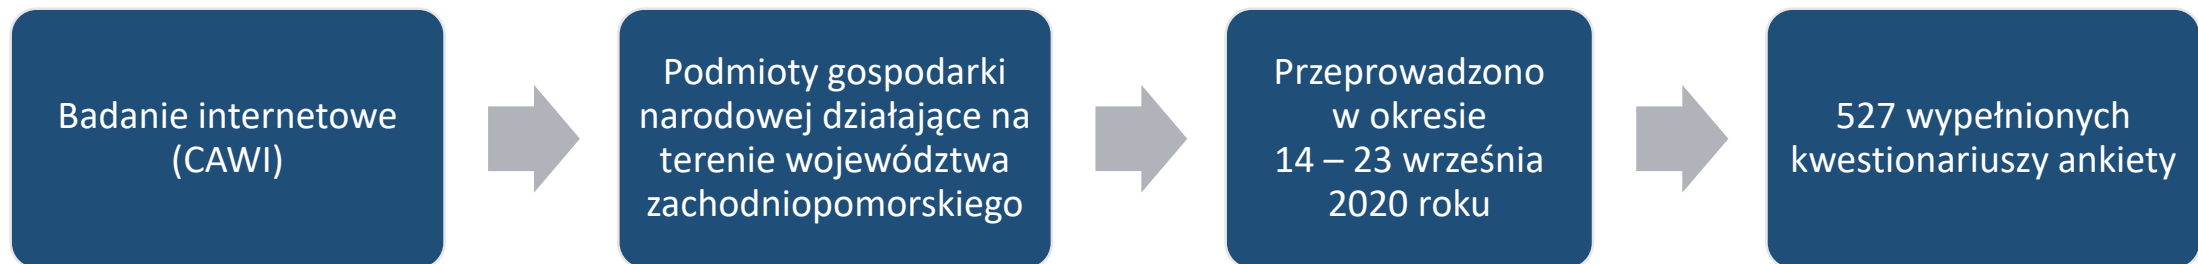 Badanie internetowe
(CAWI)
Podmioty gospodarki
narodowej działające na
terenie województwa
zachodniopomorskiego
Przeprowadzono
w okresie
14 – 23 września
2020 roku
527 wypełnionych
kwestionariuszy ankiety